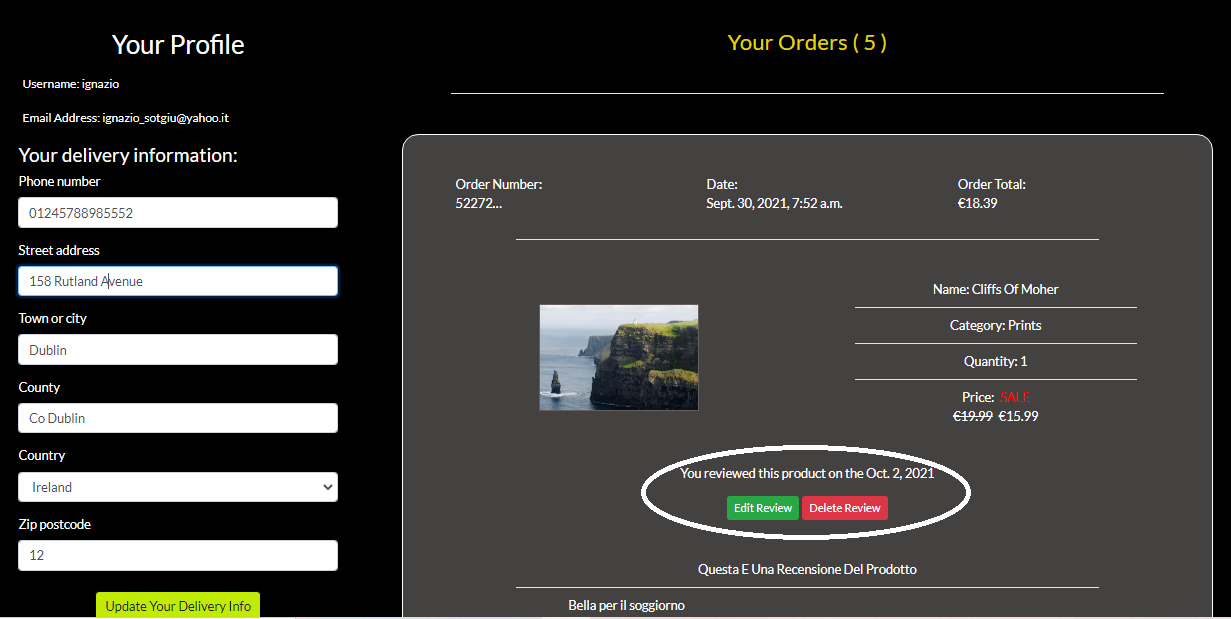 Your Profile
Username: ignazio
Email Address: ignazio_sotgiu@yahoo.it
Your delivery information:
Phone number
01245788985552
Street address
158 Rutland Avenue
Town or city
Dublin
County
Co Dublin
Country
Ireland
Zip postcode
12
Update Your Delivery Info
Your Orders ( 5 )
Order Number:
52272...
Date:
Sept. 30, 2021, 7:52 a.m.
Order Total:
€18.39
Name: Cliffs Of Moher
Category: Prints
Quantity: 1
Price: SALE
€19.99 €15.99
You reviewed this product on the Oct. 2, 2021
Edit Review Delete Review
Questa E Una Recensione Del Prodotto
Bella per il soggiorno